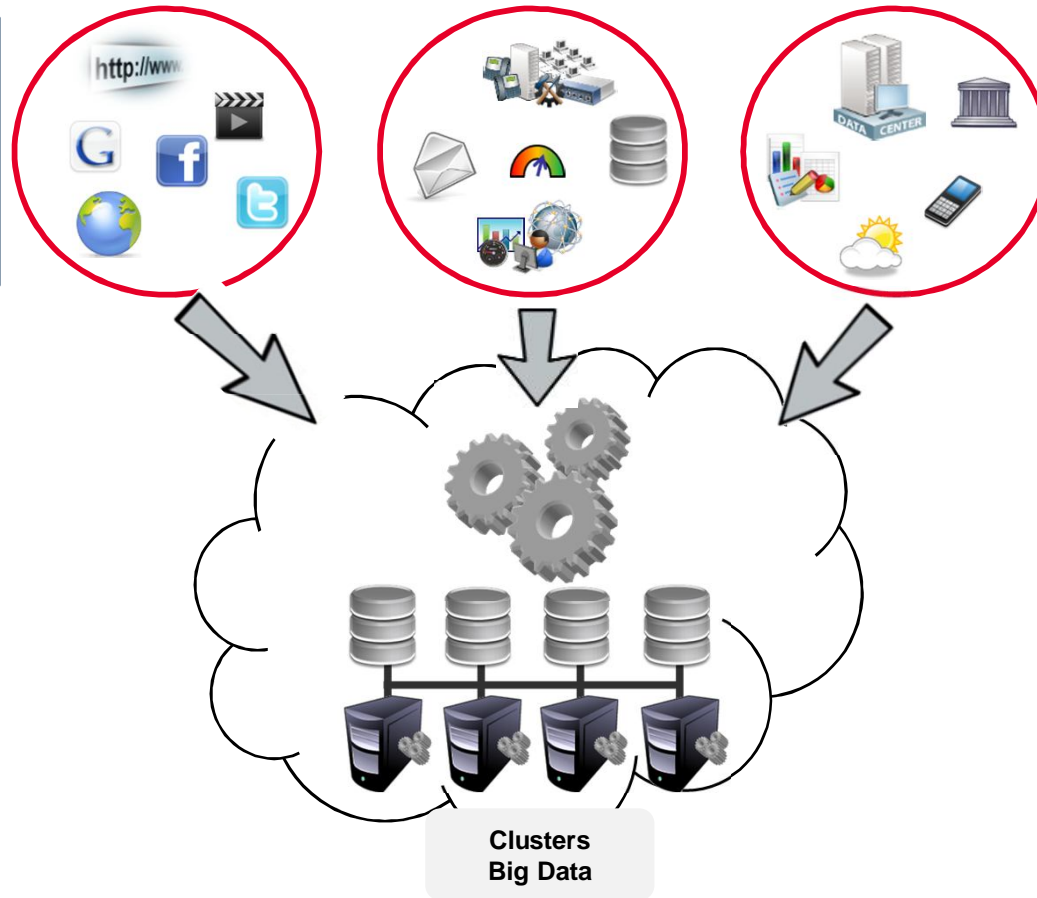 http://www.
G
f
t
DATA CENTER
Clusters
Big Data